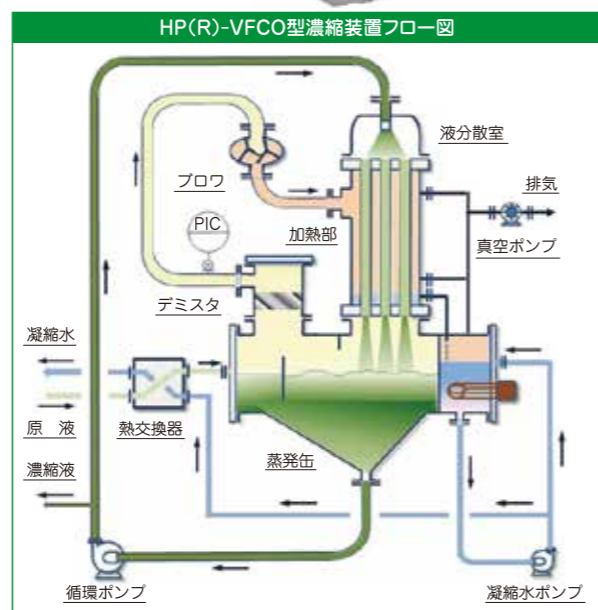 HP(R)-VFCO型濃縮装置フロー図
液分散室
ブロワ
排気
PIC
加熱部
真空ポンプ
デミスタ
凝縮水
原　液
熱交換器
濃縮液
蒸発缶
循環ポンプ
凝縮水ポンプ